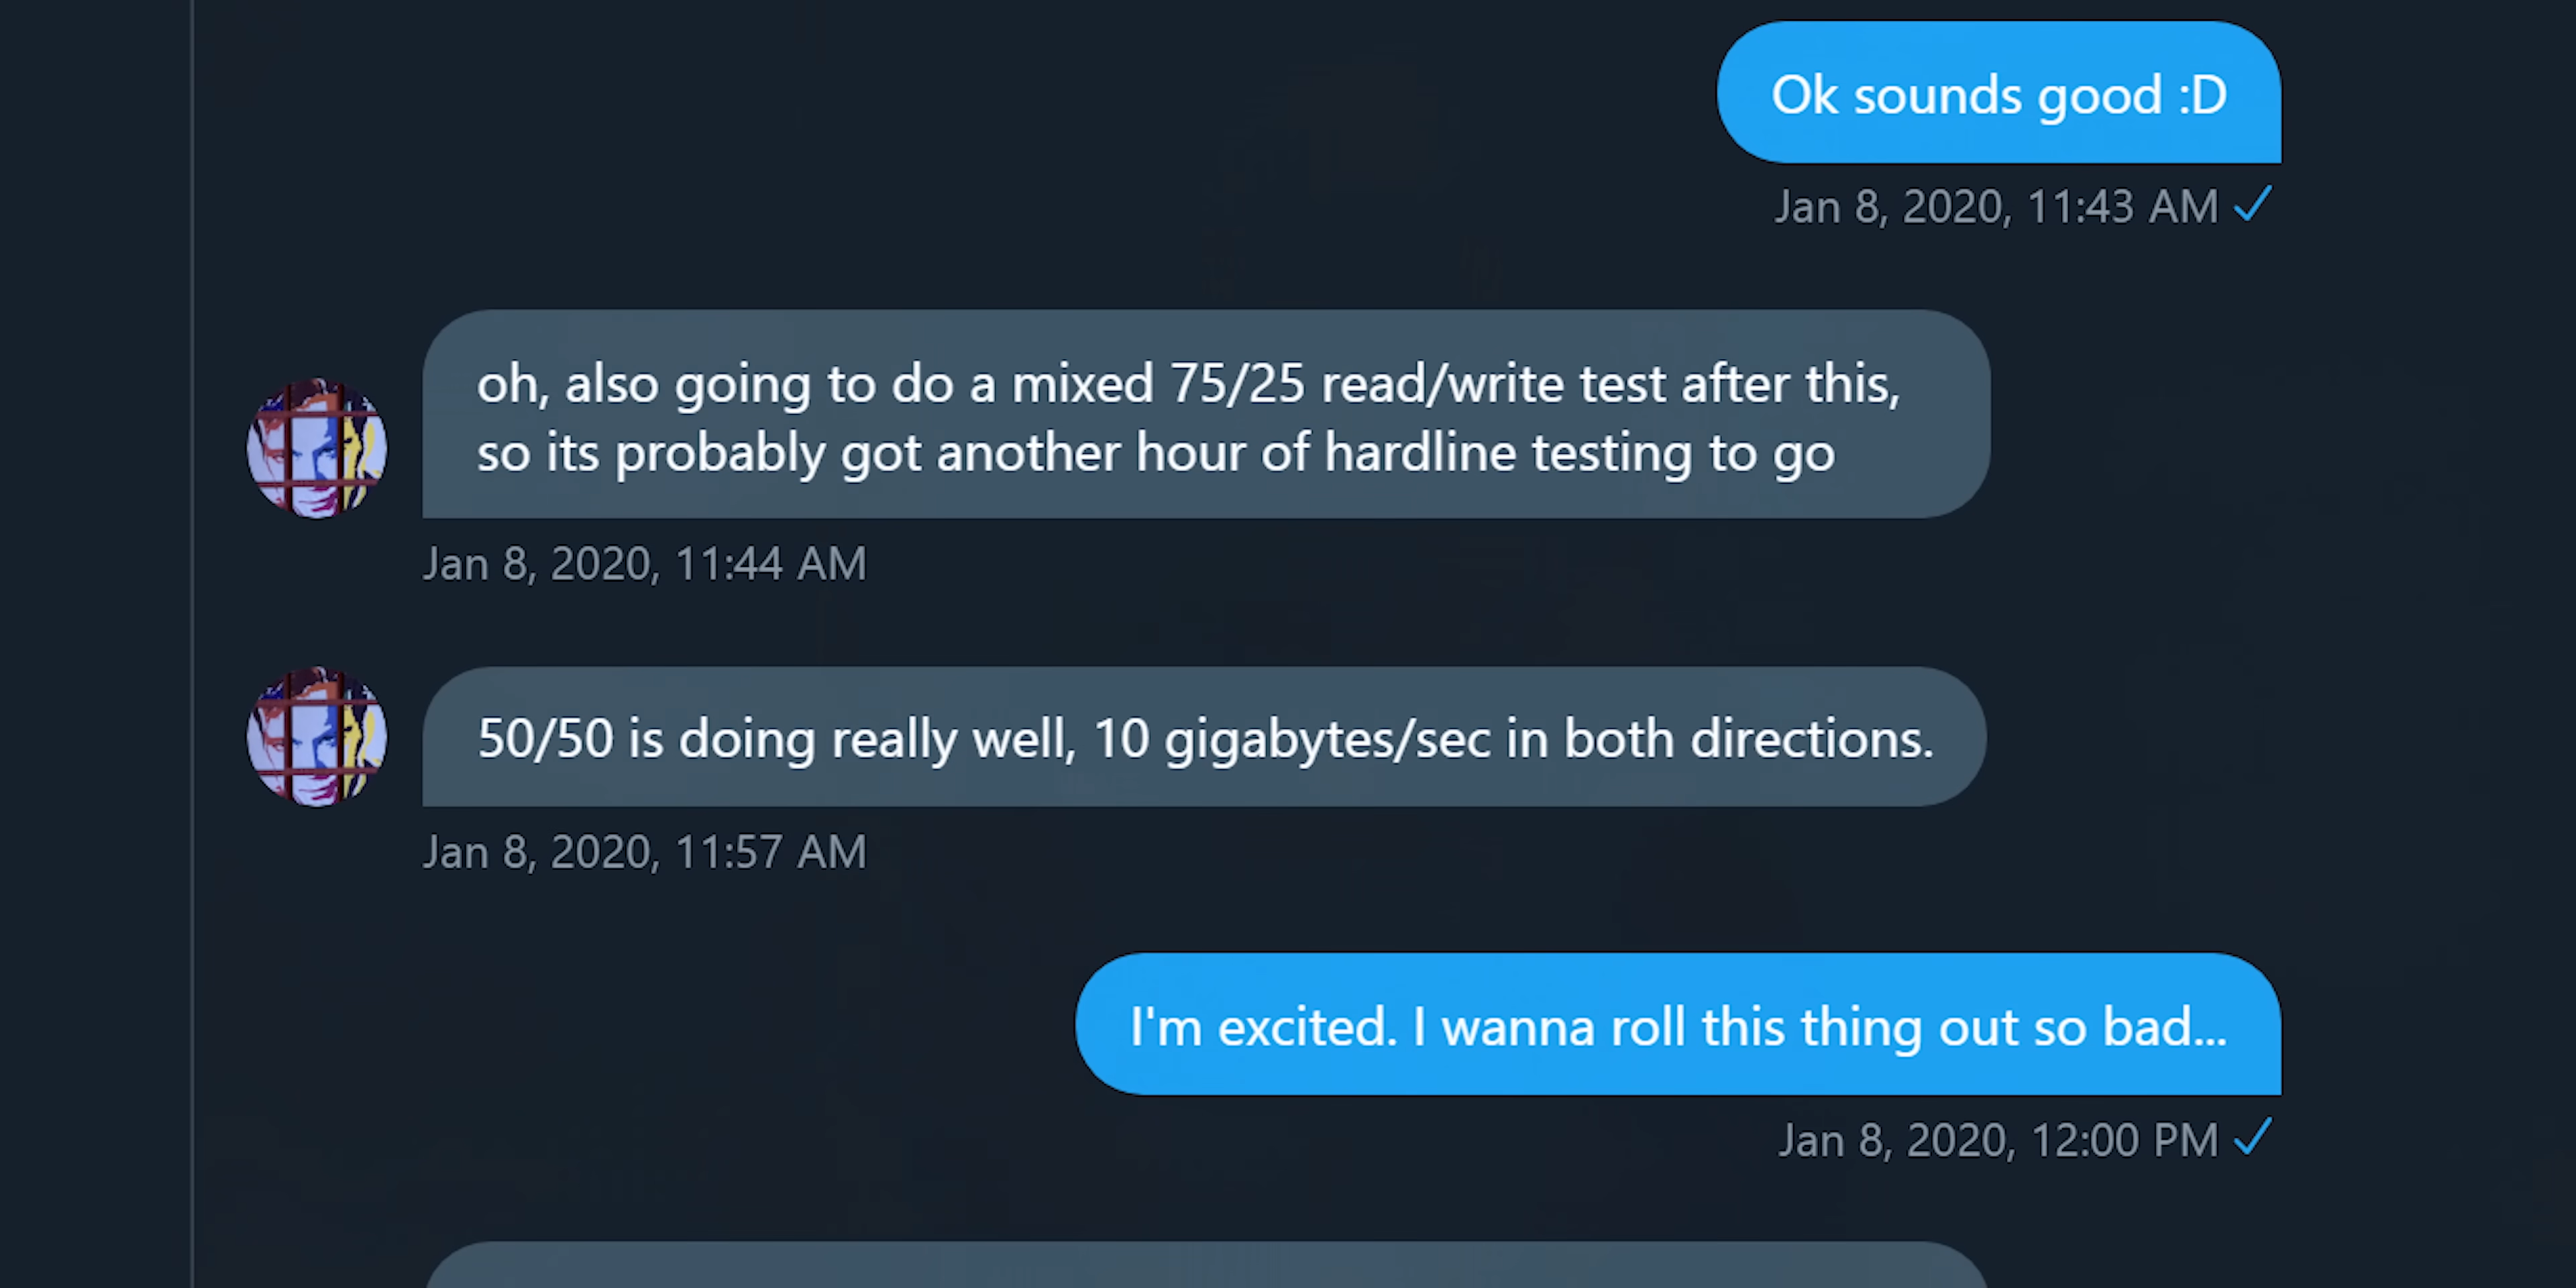 Ok sounds good :D
Jan 8, 2020, 11:43 AM
oh, also going to do a mixed 75/25 read/write test after this,
so its probably got another hour of hardline testing to go
Jan 8, 2020, 11:44 AM
50/50 is doing really well, 10 gigabytes/sec in both directions.
Jan 8, 2020, 11:57 AM
I'm excited. I wanna roll this thing out so bad...
Jan 8, 2020, 12:00 PM